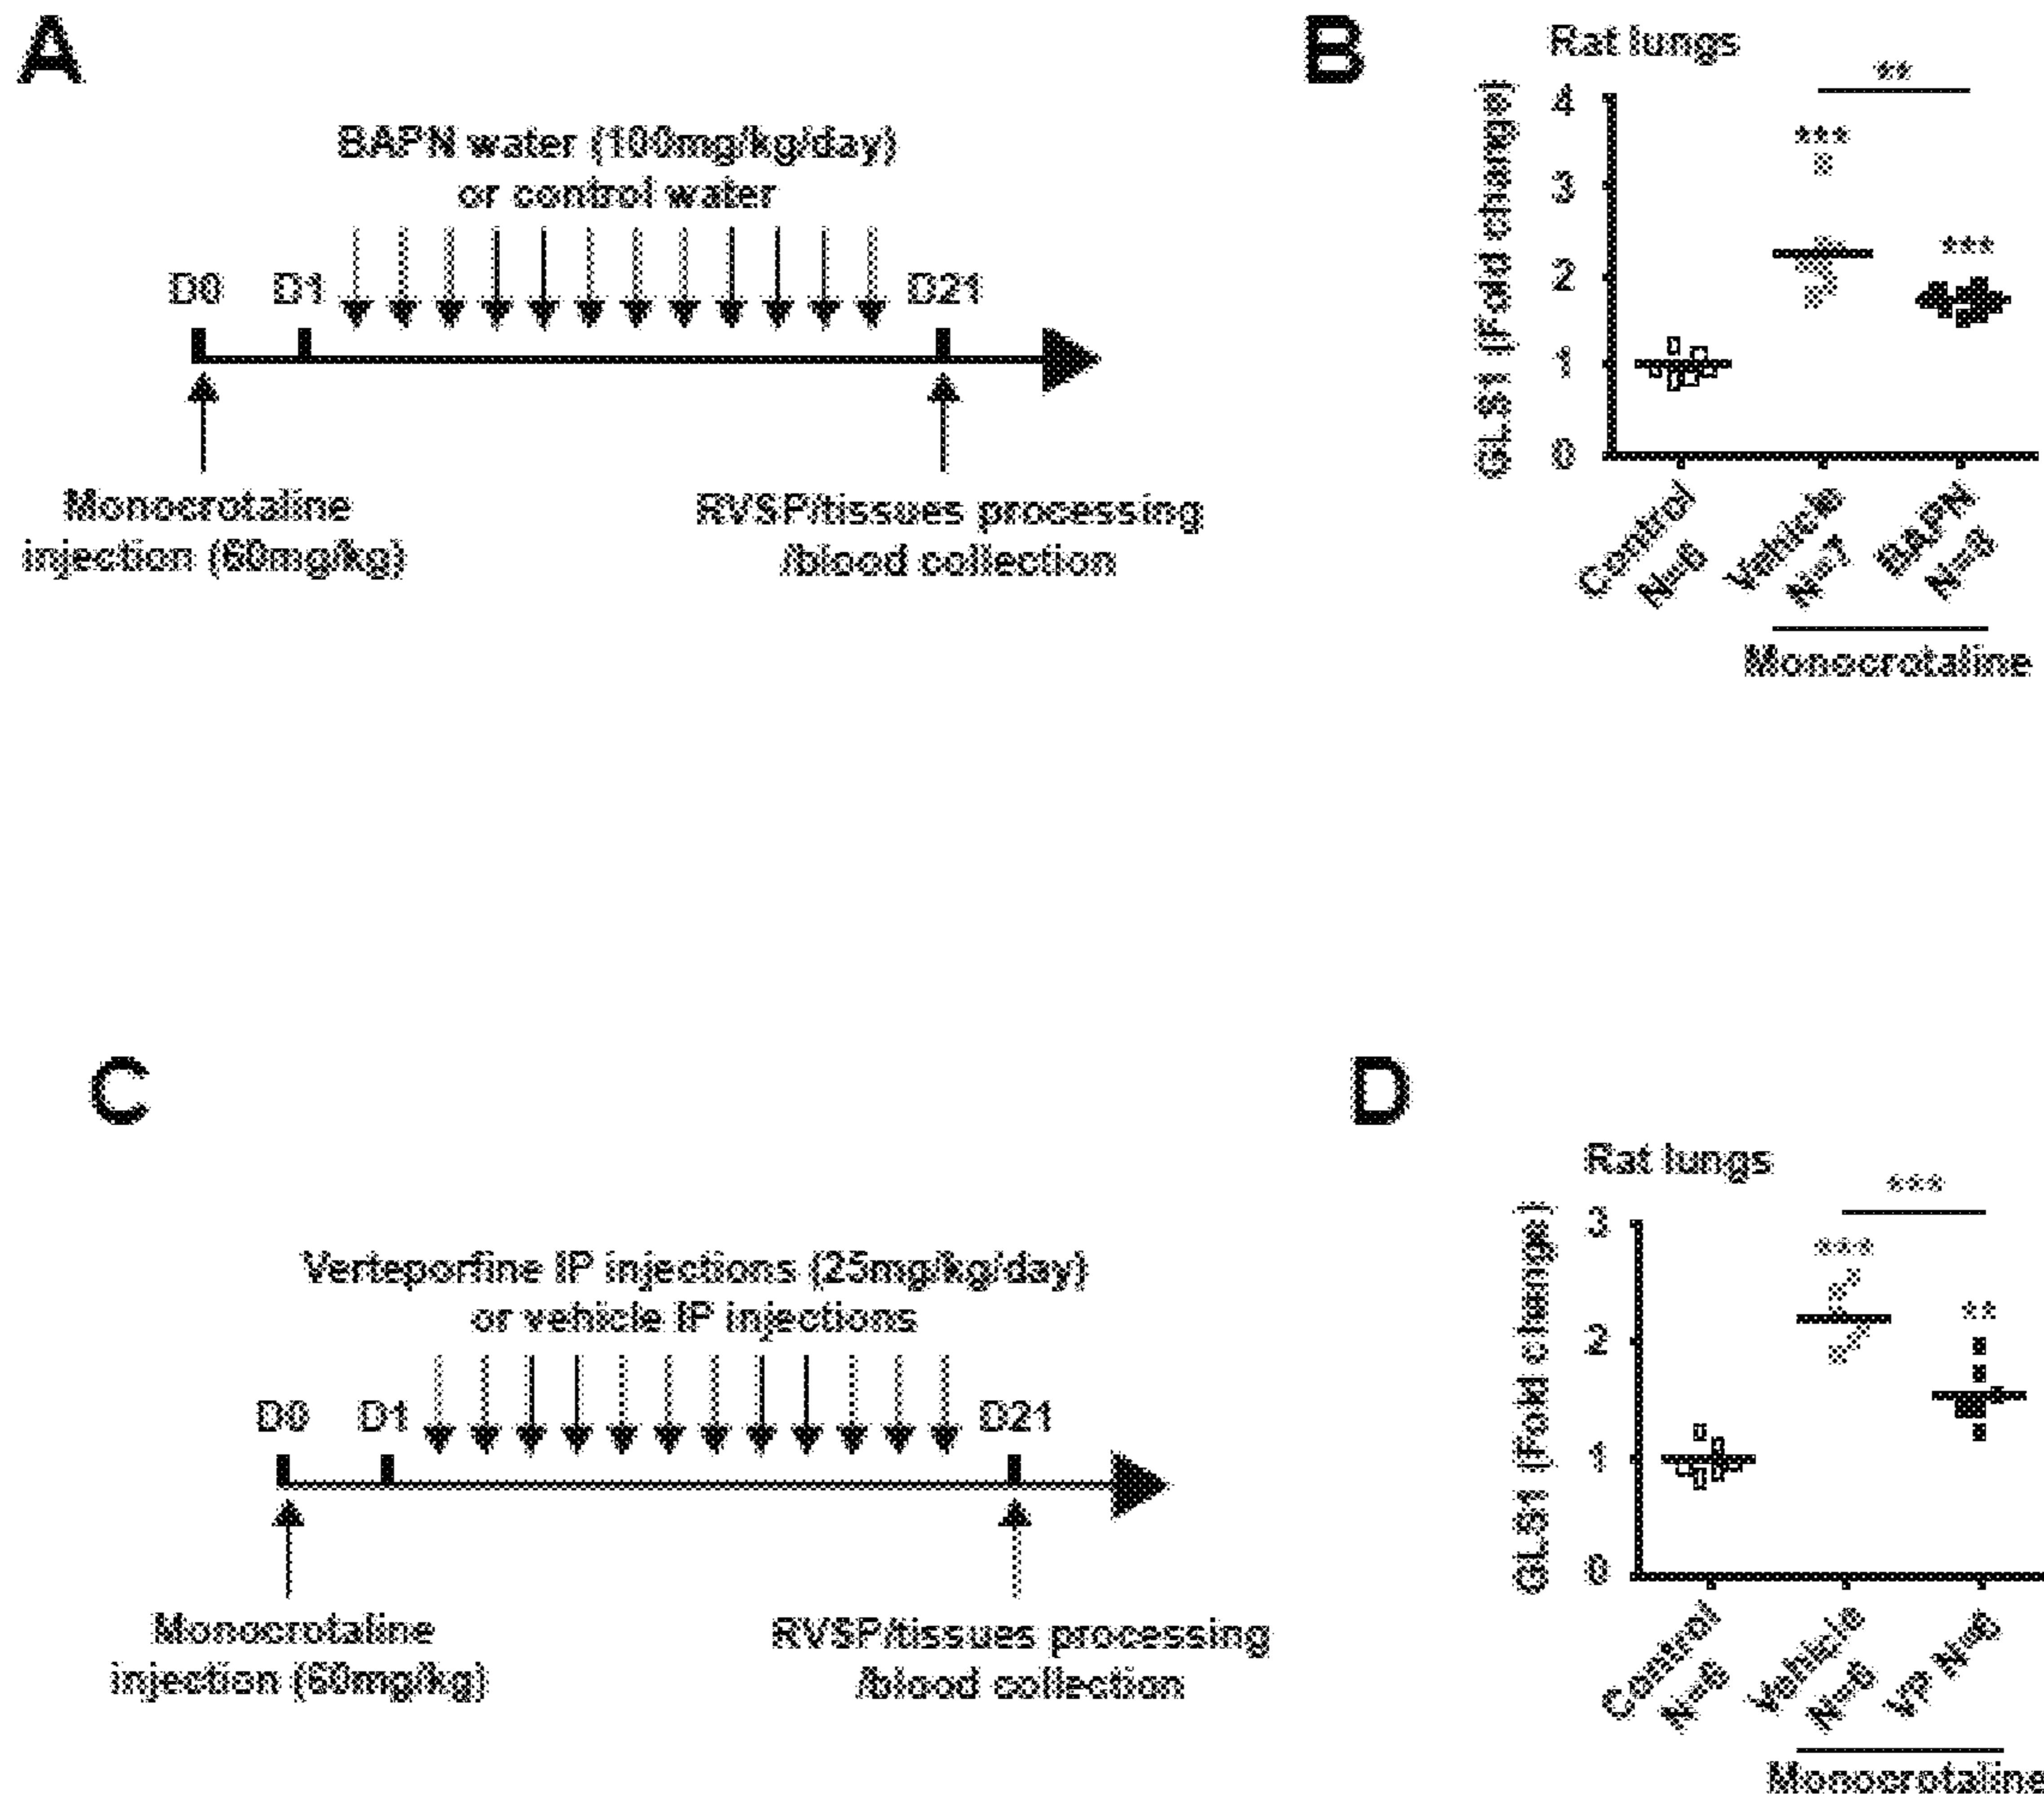 A
BAPN water (100mg/kg/day)
or control water
D0
D1
D21
Monocrotaline
injection (60mg/kg)
RVSP/tissues processing
/blood collection
B
Rat lungs
**
***
***
GLS1 (Fold change)
4
3
2
1
0
Control
N=6
Vehicle
N=7
BAPN
Monocrotaline
C
Verteporfine IP injections (25mg/kg/day)
or vehicle IP injections
D0
D1
D21
Monocrotaline
injection (60mg/kg)
RVSP/tissues processing
/blood collection
D
Rat lungs
***
***
**
GLS1 (Fold change)
3
2
1
0
Control
N=6
Vehicle
N=6
VP N=6
Monocrotaline